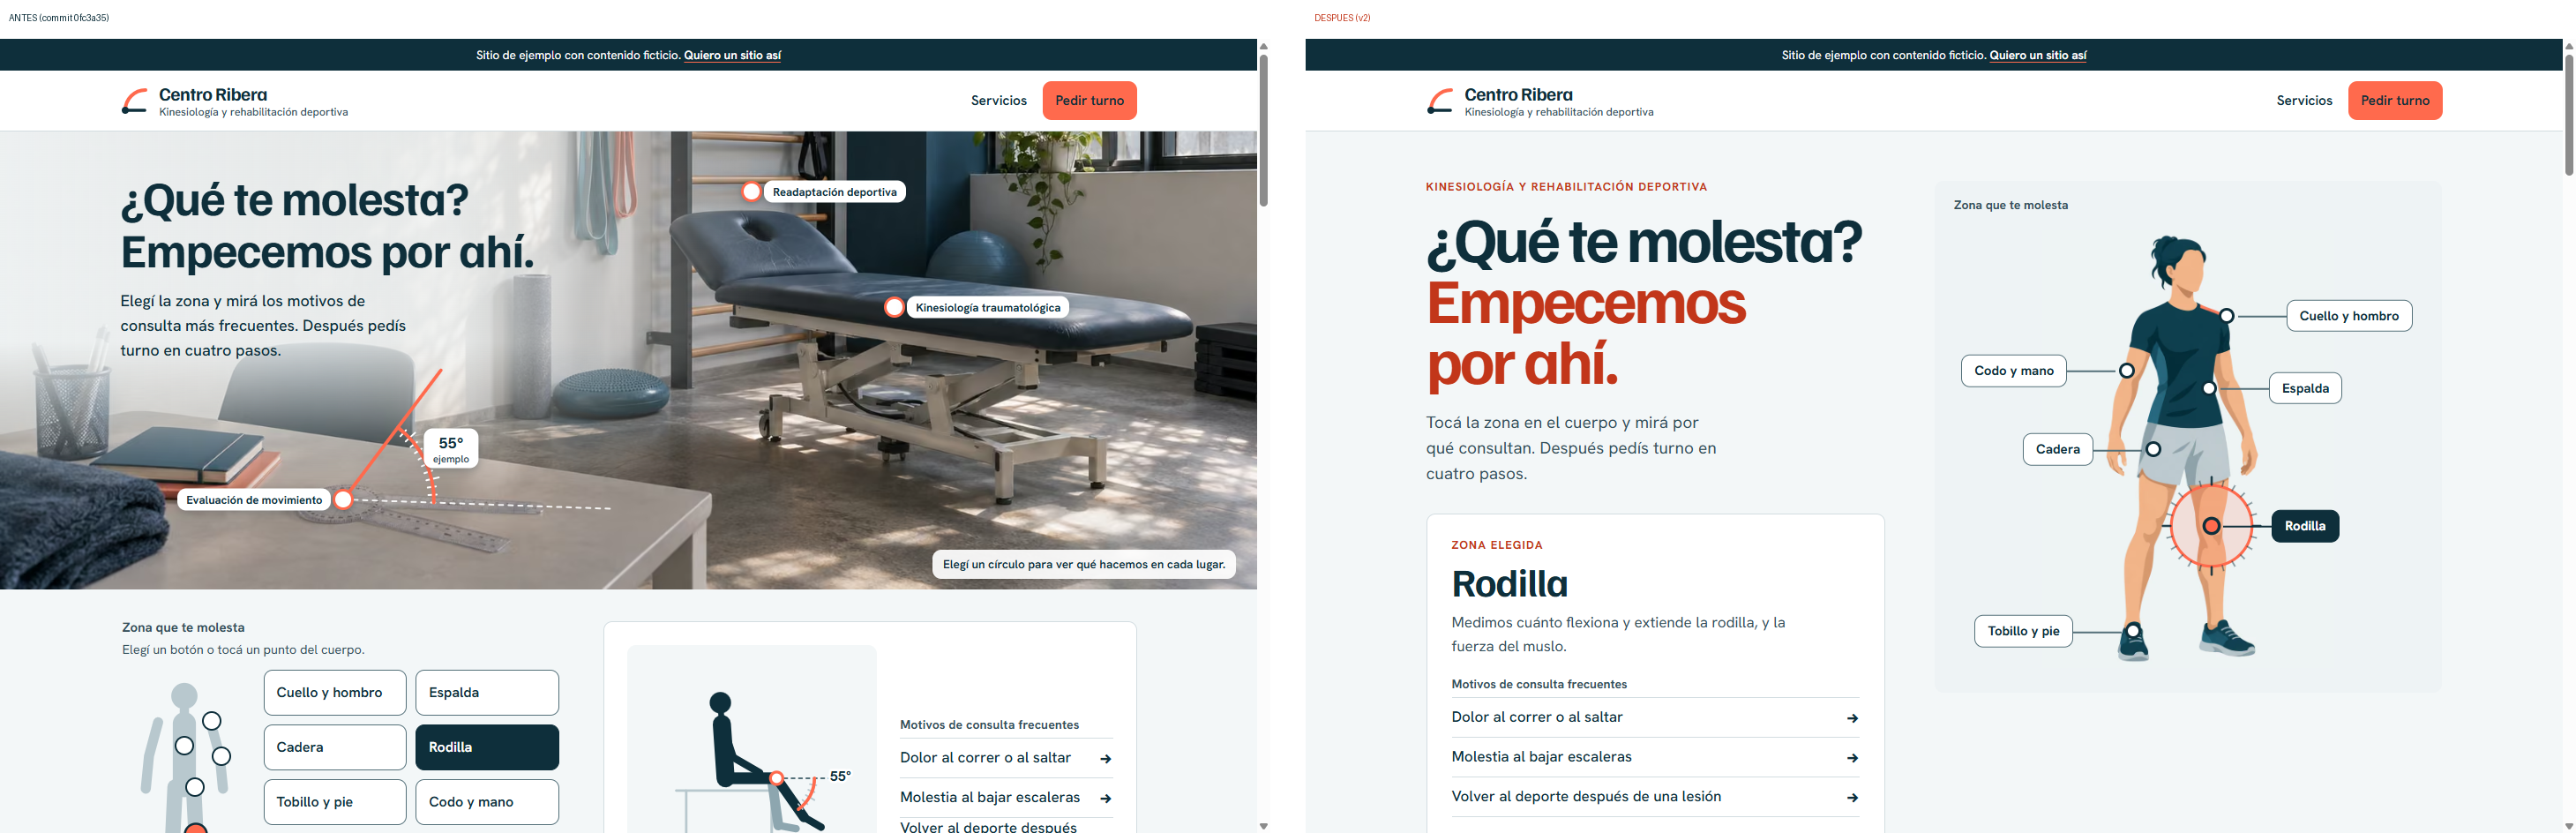 ANTES (commit 0fc3a35)
Sitio de ejemplo con contenido ficticio. Quiero un sitio así
Centro Ribera
Kinesiología y rehabilitación deportiva
Servicios
Pedir turno
¿Qué te molesta?
Empecemos por ahí.
Elegí la zona y mirá los motivos de
consulta más frecuentes. Después pedís
turno en cuatro pasos.
Readaptación deportiva
Kinesiología traumatológica
55°
ejemplo
Evaluación de movimiento
Elegí un círculo para ver qué hacemos en cada lugar.
Zona que te molesta
Elegí un botón o tocá un punto del cuerpo.
Cuello y hombro
Espalda
Cadera
Rodilla
Tobillo y pie
Codo y mano
55°
Motivos de consulta frecuentes
Dolor al correr o al saltar
Molestia al bajar escaleras
Volver al deporte después
DESPUES (v2)
Sitio de ejemplo con contenido ficticio. Quiero un sitio así
Centro Ribera
Kinesiología y rehabilitación deportiva
Servicios
Pedir turno
KINESIOLOGÍA Y REHABILITACIÓN DEPORTIVA
¿Qué te molesta?
Empecemos
por ahí.
Tocá la zona en el cuerpo y mirá por
qué consultan. Después pedís turno en
cuatro pasos.
ZONA ELEGIDA
Rodilla
Medimos cuánto flexiona y extiende la rodilla, y la
fuerza del muslo.
Motivos de consulta frecuentes
Dolor al correr o al saltar
Molestia al bajar escaleras
Volver al deporte después de una lesión
Zona que te molesta
Cuello y hombro
Codo y mano
Espalda
Cadera
Rodilla
Tobillo y pie